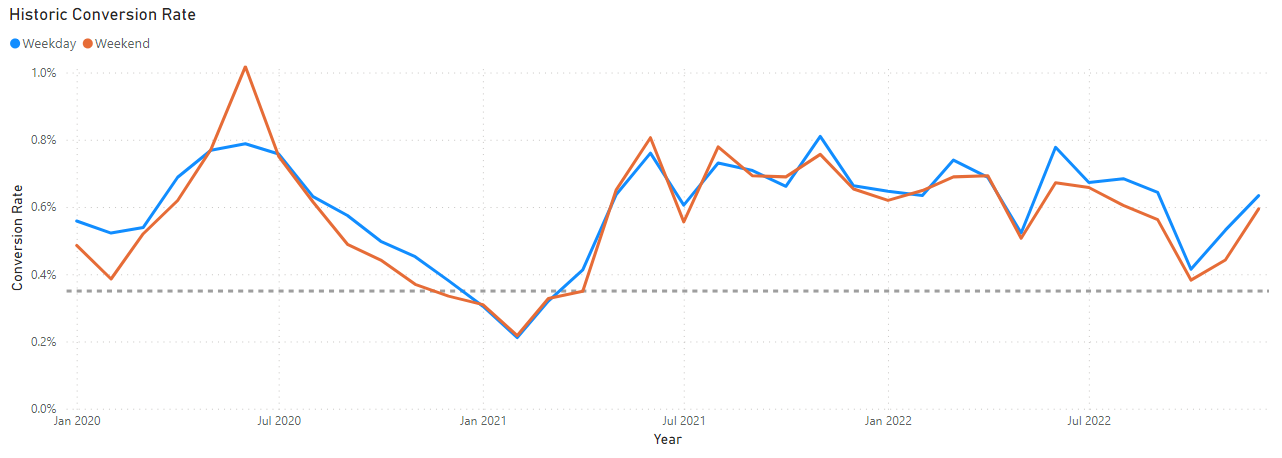 Historic Conversion Rate
Weekday Weekend
1.0%
0.8%
0.6%
0.4%
0.2%
0.0%
Conversion Rate
Jan 2020 Jul 2020 Jan 2021 Jul 2021 Jan 2022 Jul 2022
Year